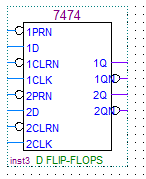 7474
1PRN
1D
1CLRN 1Q
1CLK 1QN
2PRN 2Q
2D 2QN
2CLRN
2CLK
inst3 D FLIP-FLOPS